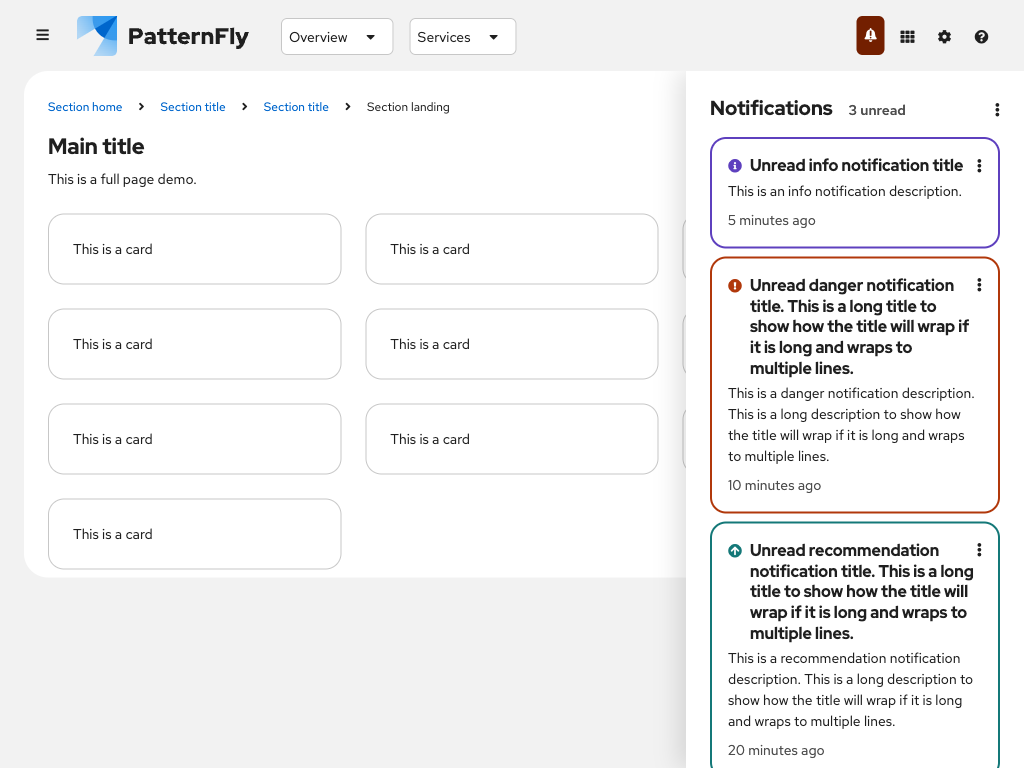 PatternFly
Overview
Services
Section home
Section title
Section title
Section landing
Main title
This is a full page demo.
This is a card
This is a card
This is a card
This is a card
This is a card
This is a card
This is a card
Notifications
3 unread
Unread info notification title
This is an info notification description.
5 minutes ago
Unread danger notification
title. This is a long title to
show how the title will wrap if
it is long and wraps to
multiple lines.
This is a danger notification description.
This is a long description to show how
the title will wrap if it is long and wraps
to multiple lines.
10 minutes ago
Unread recommendation
notification title. This is a long
title to show how the title will
wrap if it is long and wraps to
multiple lines.
This is a recommendation notification
description. This is a long description to
show how the title will wrap if it is long
and wraps to multiple lines.
20 minutes ago